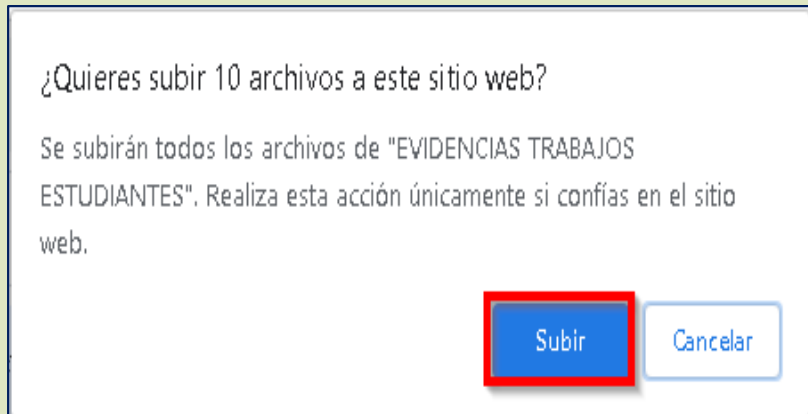 ¿Quieres subir 10 archivos a este sitio web?
Se subirán todos los archivos de "EVIDENCIAS TRABAJOS
ESTUDIANTES". Realiza esta acción únicamente si confías en el sitio
web.
Subir
Cancelar